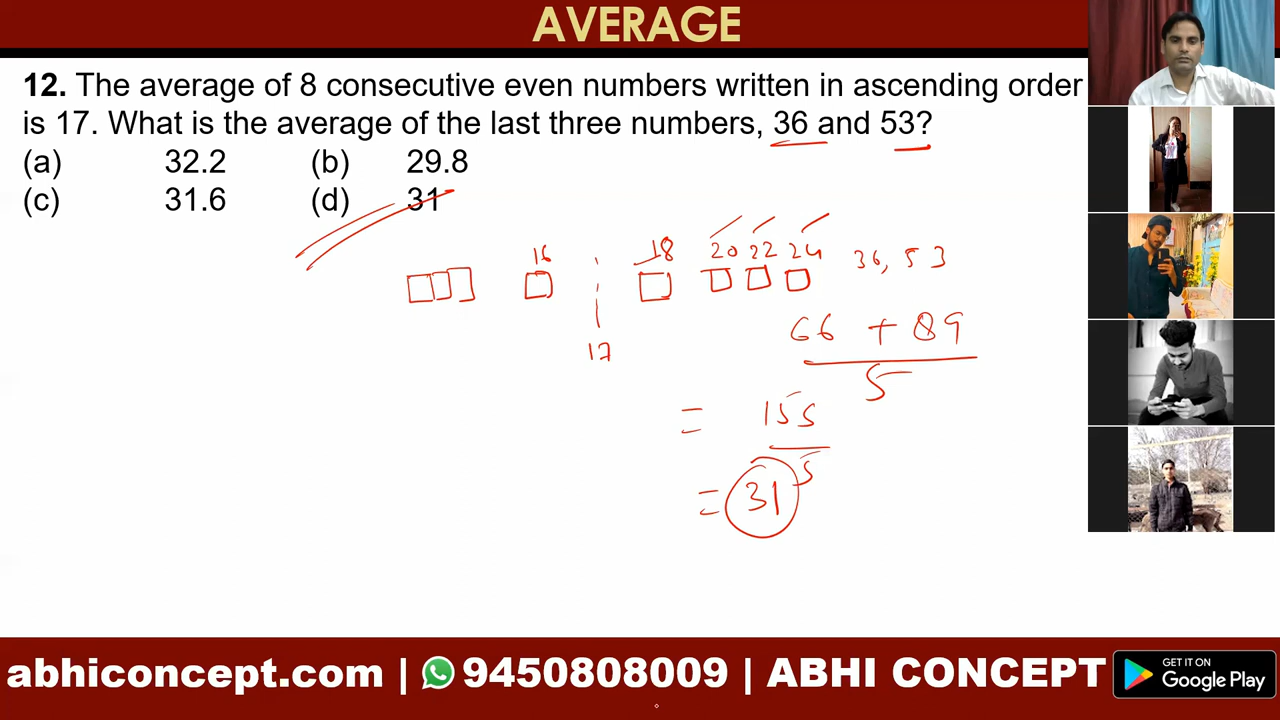 AVERAGE
12. The average of 8 consecutive even numbers written in ascending order
is 17. What is the average of the last three numbers, 36 and 53?
(a) 32.2 (b) 29.8
(c) 31.6 (d) 31
16 18 20 22 24 36, 53
17
66 + 89
5
= 155
5
= 31
abhiconcept.com | 9450808009 | ABHI CONCEPT
GET IT ON
Google Play